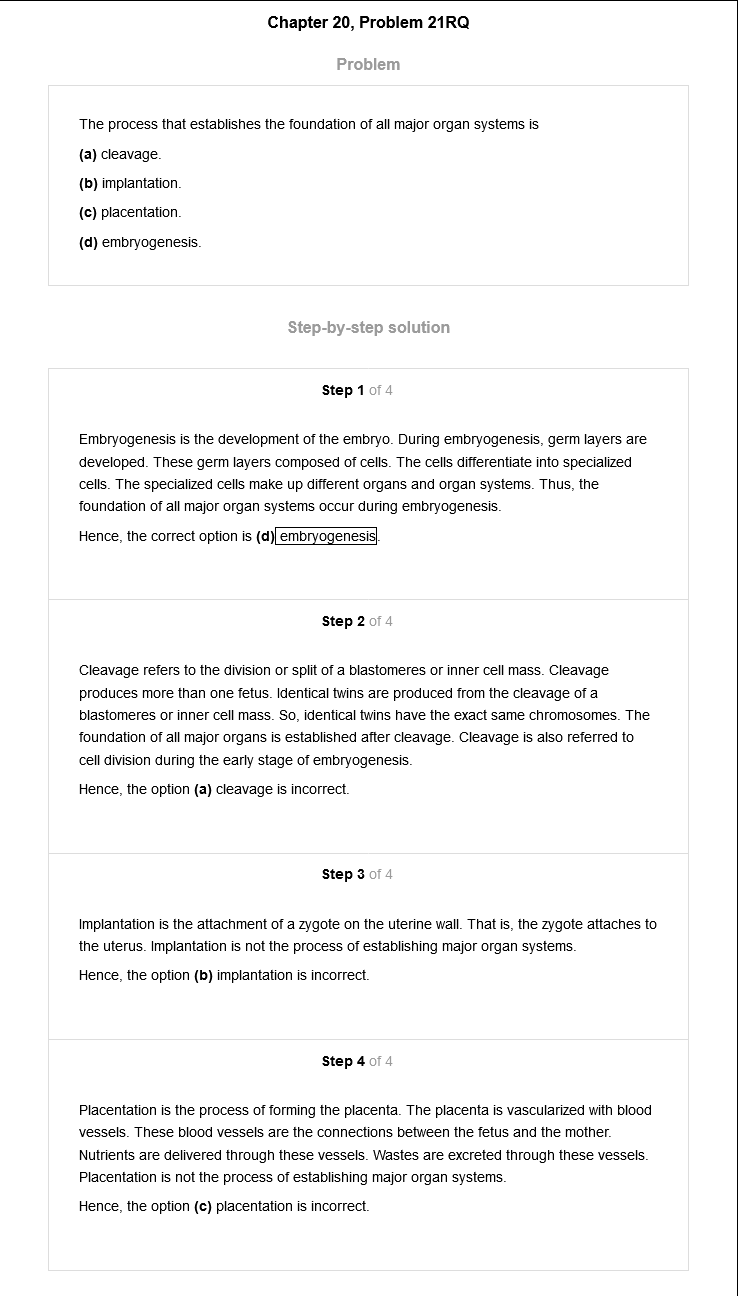 Chapter 20, Problem 21RQ
Problem
The process that establishes the foundation of all major organ systems is
(a) cleavage.
(b) implantation.
(c) placentation.
(d) embryogenesis.
Step-by-step solution
Step 1 of 4
Embryogenesis is the development of the embryo. During embryogenesis, germ layers are
developed. These germ layers composed of cells. The cells differentiate into specialized
cells. The specialized cells make up different organs and organ systems. Thus, the
foundation of all major organ systems occur during embryogenesis.
Hence, the correct option is (d) embryogenesis.
Step 2 of 4
Cleavage refers to the division or split of a blastomeres or inner cell mass. Cleavage
produces more than one fetus. Identical twins are produced from the cleavage of a
blastomeres or inner cell mass. So, identical twins have the exact same chromosomes. The
foundation of all major organs is established after cleavage. Cleavage is also referred to
cell division during the early stage of embryogenesis.
Hence, the option (a) cleavage is incorrect.
Step 3 of 4
Implantation is the attachment of a zygote on the uterine wall. That is, the zygote attaches to
the uterus. Implantation is not the process of establishing major organ systems.
Hence, the option (b) implantation is incorrect.
Step 4 of 4
Placentation is the process of forming the placenta. The placenta is vascularized with blood
vessels. These blood vessels are the connections between the fetus and the mother.
Nutrients are delivered through these vessels. Wastes are excreted through these vessels.
Placentation is not the process of establishing major organ systems.
Hence, the option (c) placentation is incorrect.